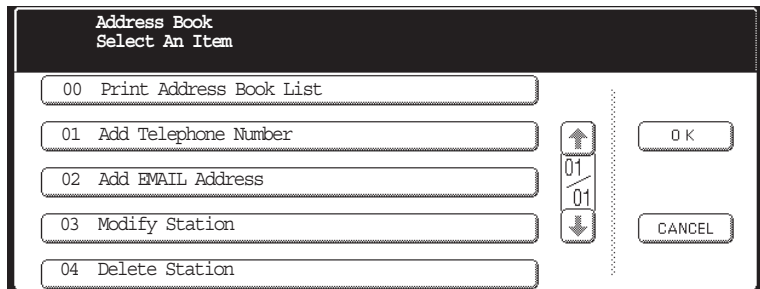 Address Book
Select An Item
00 Print Address Book List
01 Add Telephone Number
OK
02 Add EMAIL Address
01/01
03 Modify Station
CANCEL
04 Delete Station